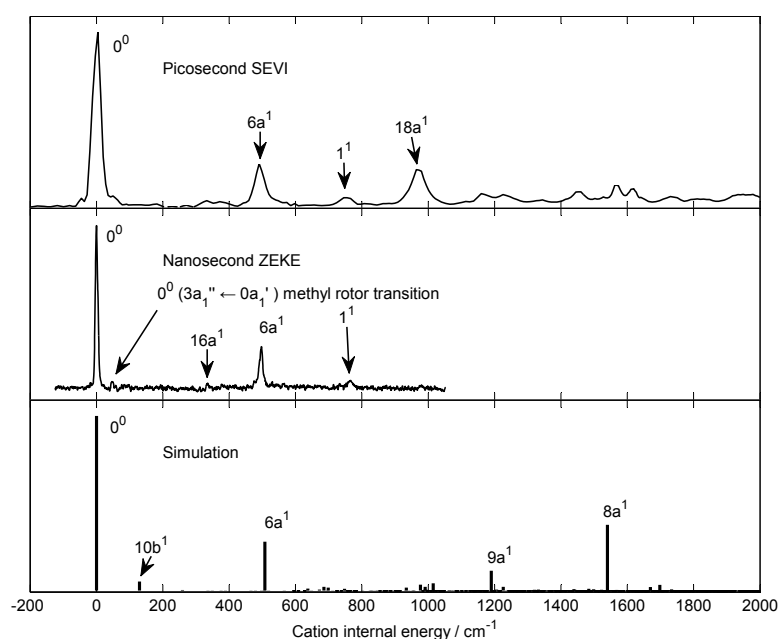 0⁰
Picosecond SEVI
6a¹
1¹
18a¹
0⁰
Nanosecond ZEKE
0⁰ (3a₁" ← 0a₁' ) methyl rotor transition
16a¹
6a¹
1¹
0⁰
Simulation
10b¹
6a¹
9a¹
8a¹
-200 0 200 400 600 800 1000 1200 1400 1600 1800 2000
Cation internal energy / cm⁻¹